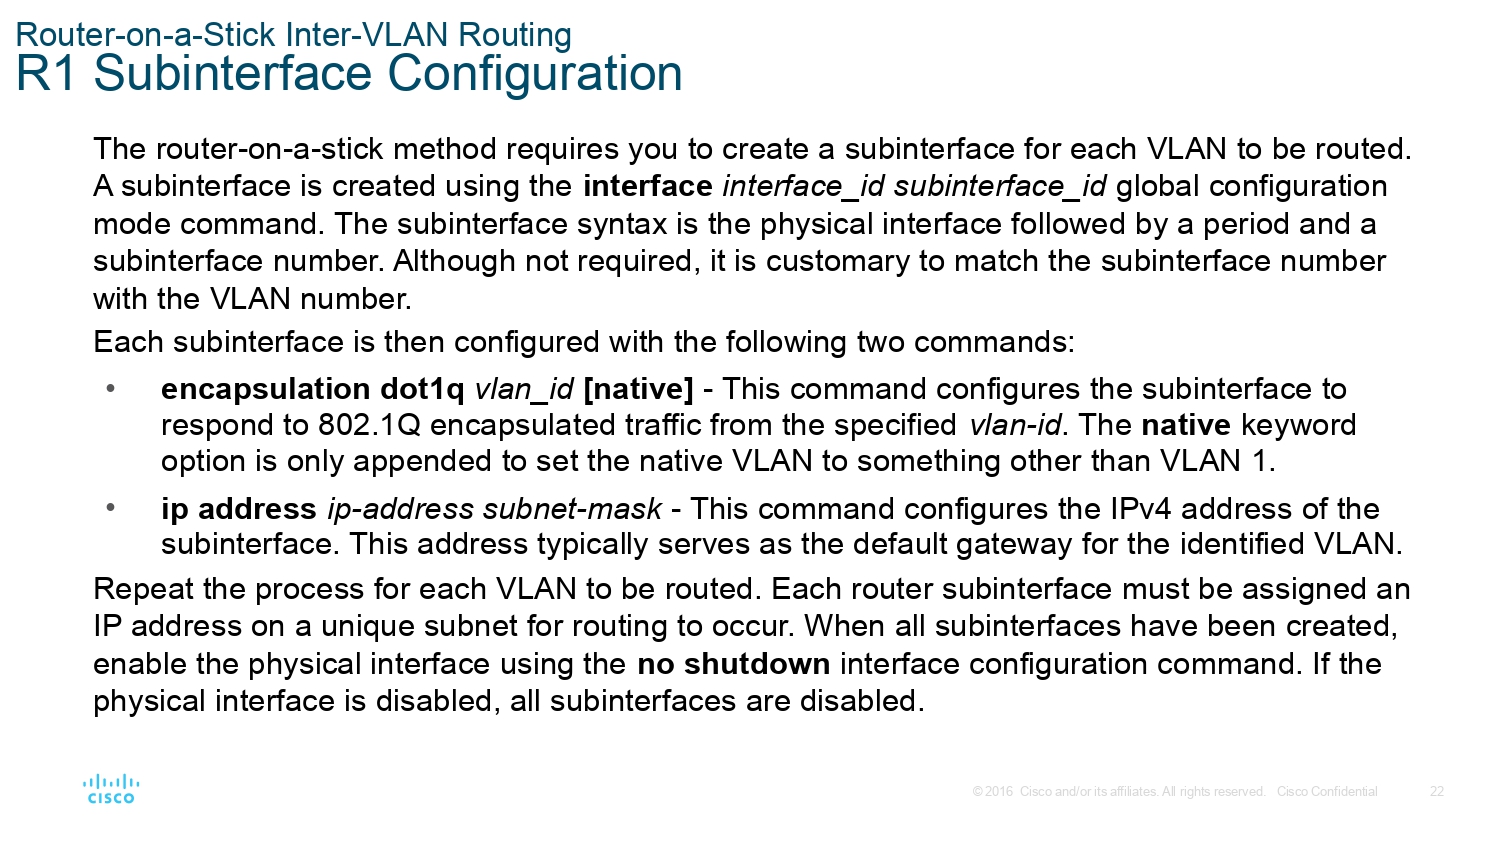 Router-on-a-Stick Inter-VLAN Routing
R1 Subinterface Configuration
The router-on-a-stick method requires you to create a subinterface for each VLAN to be routed.
A subinterface is created using the interface interface_id subinterface_id global configuration
mode command. The subinterface syntax is the physical interface followed by a period and a
subinterface number. Although not required, it is customary to match the subinterface number
with the VLAN number.
Each subinterface is then configured with the following two commands:
• encapsulation dot1q vlan_id [native] - This command configures the subinterface to
respond to 802.1Q encapsulated traffic from the specified vlan-id. The native keyword
option is only appended to set the native VLAN to something other than VLAN 1.
• ip address ip-address subnet-mask - This command configures the IPv4 address of the
subinterface. This address typically serves as the default gateway for the identified VLAN.
Repeat the process for each VLAN to be routed. Each router subinterface must be assigned an
IP address on a unique subnet for routing to occur. When all subinterfaces have been created,
enable the physical interface using the no shutdown interface configuration command. If the
physical interface is disabled, all subinterfaces are disabled.
CISCO
© 2016 Cisco and/or its affiliates. All rights reserved. Cisco Confidential 22